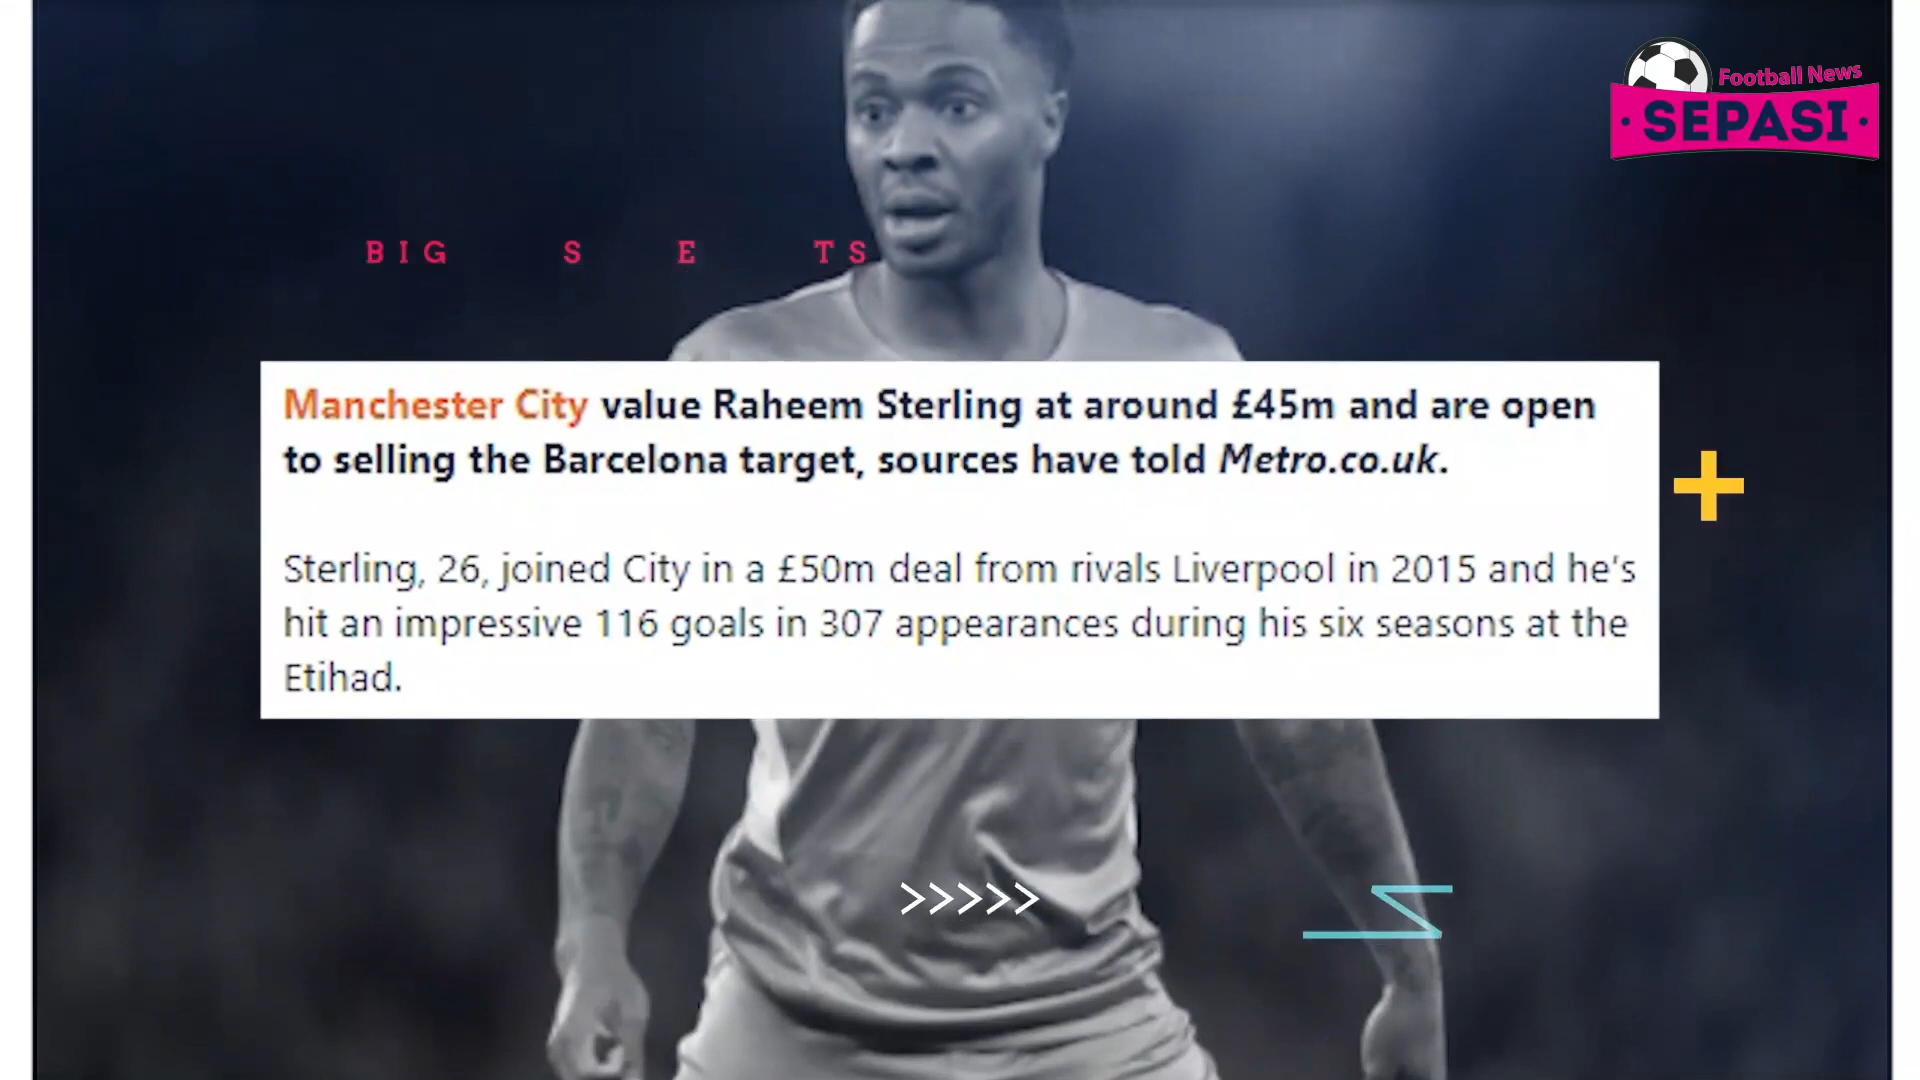 Football News
SEPASI
BIG S E TS
Manchester City value Raheem Sterling at around £45m and are open
to selling the Barcelona target, sources have told Metro.co.uk.
Sterling, 26, joined City in a £50m deal from rivals Liverpool in 2015 and he's
hit an impressive 116 goals in 307 appearances during his six seasons at the
Etihad.